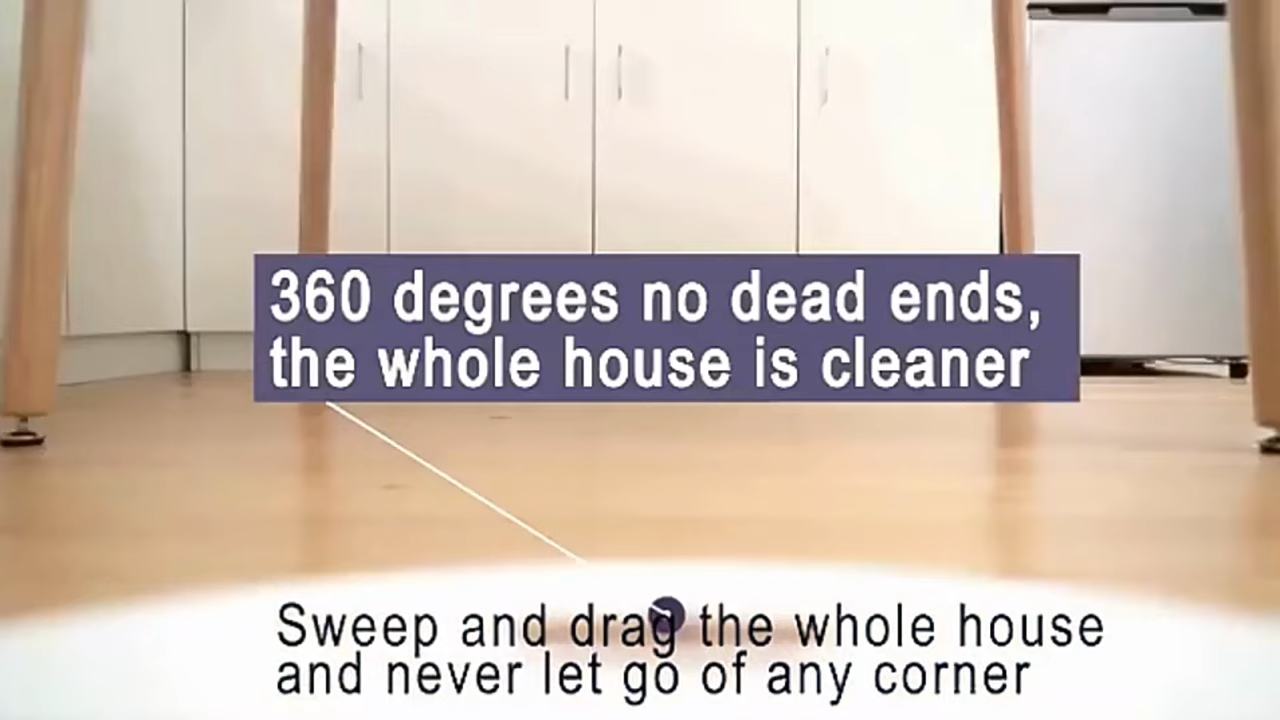 360 degrees no dead ends,
the whole house is cleaner
Sweep and drag the whole house
and never let go of any corner